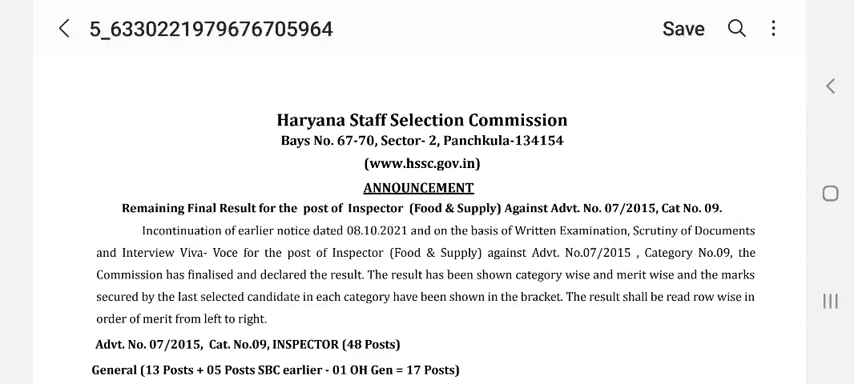 5_6330221979676705964 Save
Haryana Staff Selection Commission
Bays No. 67-70, Sector- 2, Panchkula-134154
(www.hssc.gov.in)
ANNOUNCEMENT
Remaining Final Result for the post of Inspector (Food & Supply) Against Advt. No. 07/2015, Cat No. 09.
Incontinuation of earlier notice dated 08.10.2021 and on the basis of Written Examination, Scrutiny of Documents
and Interview Viva- Voce for the post of Inspector (Food & Supply) against Advt. No.07/2015 , Category No.09, the
Commission has finalised and declared the result. The result has been shown category wise and merit wise and the marks
secured by the last selected candidate in each category have been shown in the bracket. The result shall be read row wise in
order of merit from left to right.
Advt. No. 07/2015, Cat. No.09, INSPECTOR (48 Posts)
General (13 Posts + 05 Posts SBC earlier - 01 OH Gen = 17 Posts)